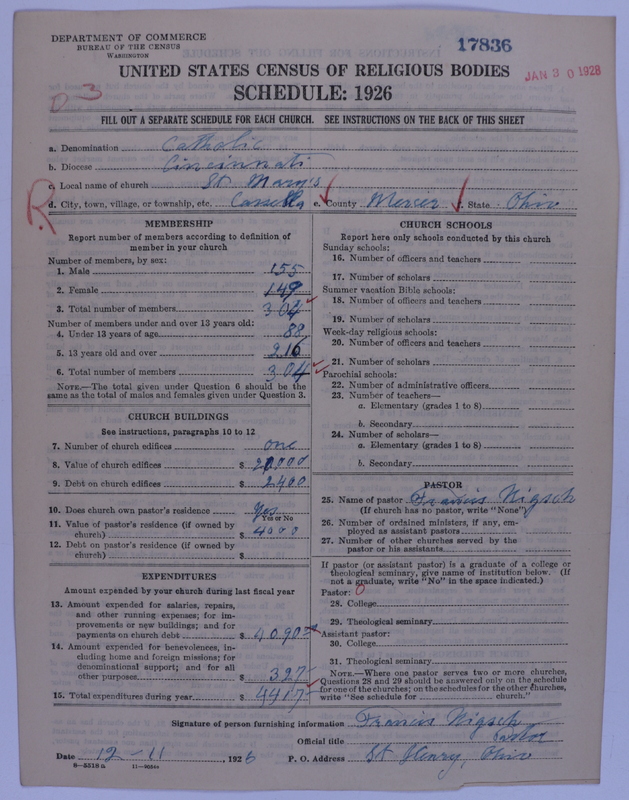 DEPARTMENT OF COMMERCE
BUREAU OF THE CENSUS
WASHINGTON
17836
JAN 30 1928
UNITED STATES CENSUS OF RELIGIOUS BODIES
SCHEDULE: 1926
0 3
FILL OUT A SEPARATE SCHEDULE FOR EACH CHURCH. SEE INSTRUCTIONS ON THE BACK OF THIS SHEET
a. Denomination Catholic
b. Diocese Cincinnati
c. Local name of church St Mary's
R
d. City, town, village, or township, etc. Cassella e. County Mercer f. State Ohio
MEMBERSHIP
Report number of members according to definition of
member in your church
Number of members, by sex:
1. Male 155
2. Female 149
3. Total number of members 304
Number of members under and over 13 years old:
4. Under 13 years of age 88
5. 13 years old and over 216
6. Total number of members 304
NOTE.—The total given under Question 6 should be the
same as the total of males and females given under Question 3.
CHURCH BUILDINGS
See instructions, paragraphs 10 to 12
7. Number of church edifices one
8. Value of church edifices $ 20000
9. Debt on church edifices $ 2400
10. Does church own pastor's residence Yes
Yes or No
11. Value of pastor's residence (if owned by
church) $ 4000
12. Debt on pastor's residence (if owned by
church) $
EXPENDITURES
Amount expended by your church during last fiscal year
13. Amount expended for salaries, repairs,
and other running expenses; for im-
provements or new buildings; and for
payments on church debt $ 4090
14. Amount expended for benevolences, in-
cluding home and foreign missions; for
denominational support; and for all
other purposes $ 327
15. Total expenditures during year $ 4417
CHURCH SCHOOLS
Report here only schools conducted by this church
Sunday schools:
16. Number of officers and teachers
17. Number of scholars
Summer vacation Bible schools:
18. Number of officers and teachers
19. Number of scholars
Week-day religious schools:
20. Number of officers and teachers
21. Number of scholars
Parochial schools:
22. Number of administrative officers
23. Number of teachers—
a. Elementary (grades 1 to 8)
b. Secondary
24. Number of scholars—
a. Elementary (grades 1 to 8)
b. Secondary
PASTOR
25. Name of pastor Francis Nigsch
(If church has no pastor, write "None")
26. Number of ordained ministers, if any, em-
ployed as assistant pastors
27. Number of other churches served by the
pastor or his assistants
If pastor (or assistant pastor) is a graduate of a college or
theological seminary, give name of institution below. (If
not a graduate, write "No" in the space indicated.)
Pastor: 0
28. College
29. Theological seminary
Assistant pastor:
30. College
31. Theological seminary
NOTE.—Where one pastor serves two or more churches,
Questions 28 and 29 should be answered only on the schedule
for one of the churches; on the schedules for the other churches,
write "See schedule for church."
Signature of person furnishing information Francis Nigsch
Official title Pastor
Date 12-11, 1926 P. O. Address St Henry, Ohio
8—5518a 11—9054a